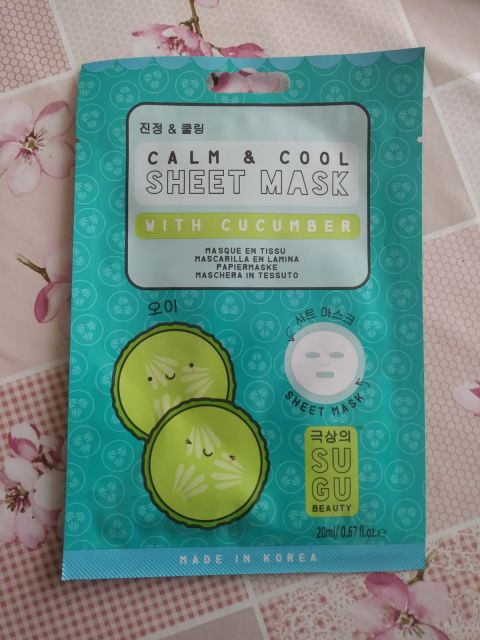 진정 & 쿨링
CALM & COOL
SHEET MASK
WITH CUCUMBER
MASQUE EN TISSU
MASCARILLA EN LAMINA
PAPIERMASKE
MASCHERA IN TESSUTO
오이
시트 마스크
SHEET MASK
극상의™
SU
GU
BEAUTY
20ml/ 0.67 fl.oz.℮
MADE IN KOREA